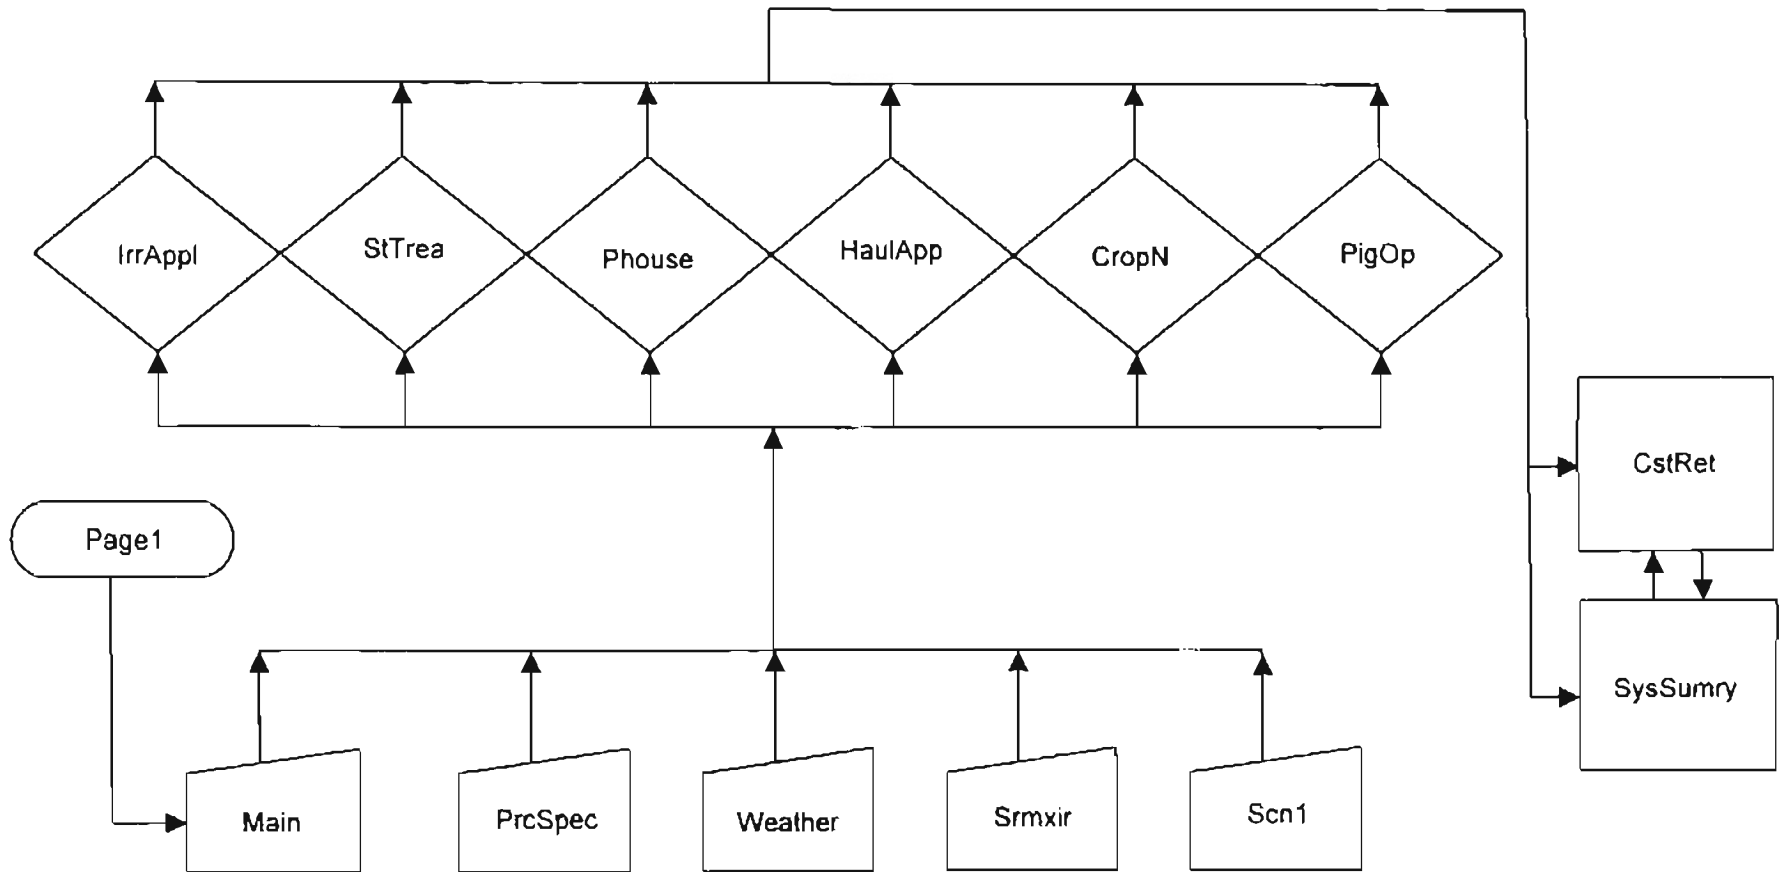 IrrAppl
StTrea
Phouse
HaulApp
CropN
PigOp
CstRet
Page1
SysSumry
Main
PrcSpec
Weather
Srmxir
Scn1